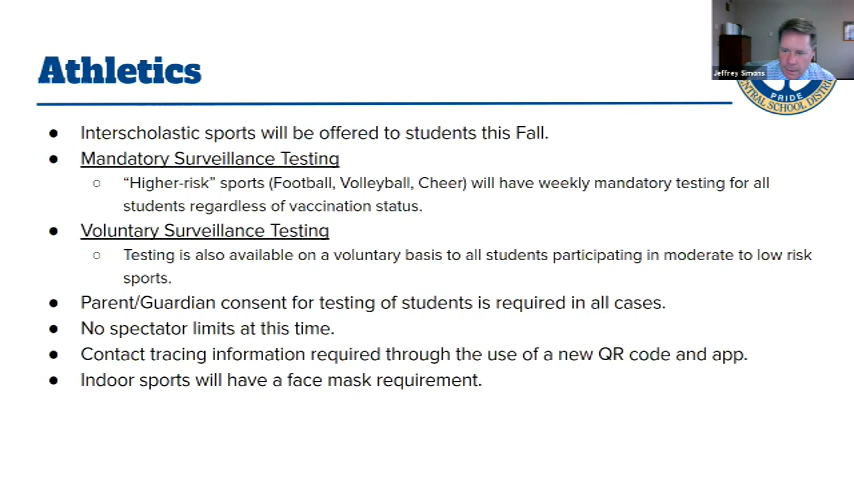 Jeffrey Simons
Athletics
PRIDE
CENTRAL SCHOOL DISTRI
● Interscholastic sports will be offered to students this Fall.
● Mandatory Surveillance Testing
○ “Higher-risk” sports (Football, Volleyball, Cheer) will have weekly mandatory testing for all
students regardless of vaccination status.
● Voluntary Surveillance Testing
○ Testing is also available on a voluntary basis to all students participating in moderate to low risk
sports.
● Parent/Guardian consent for testing of students is required in all cases.
● No spectator limits at this time.
● Contact tracing information required through the use of a new QR code and app.
● Indoor sports will have a face mask requirement.